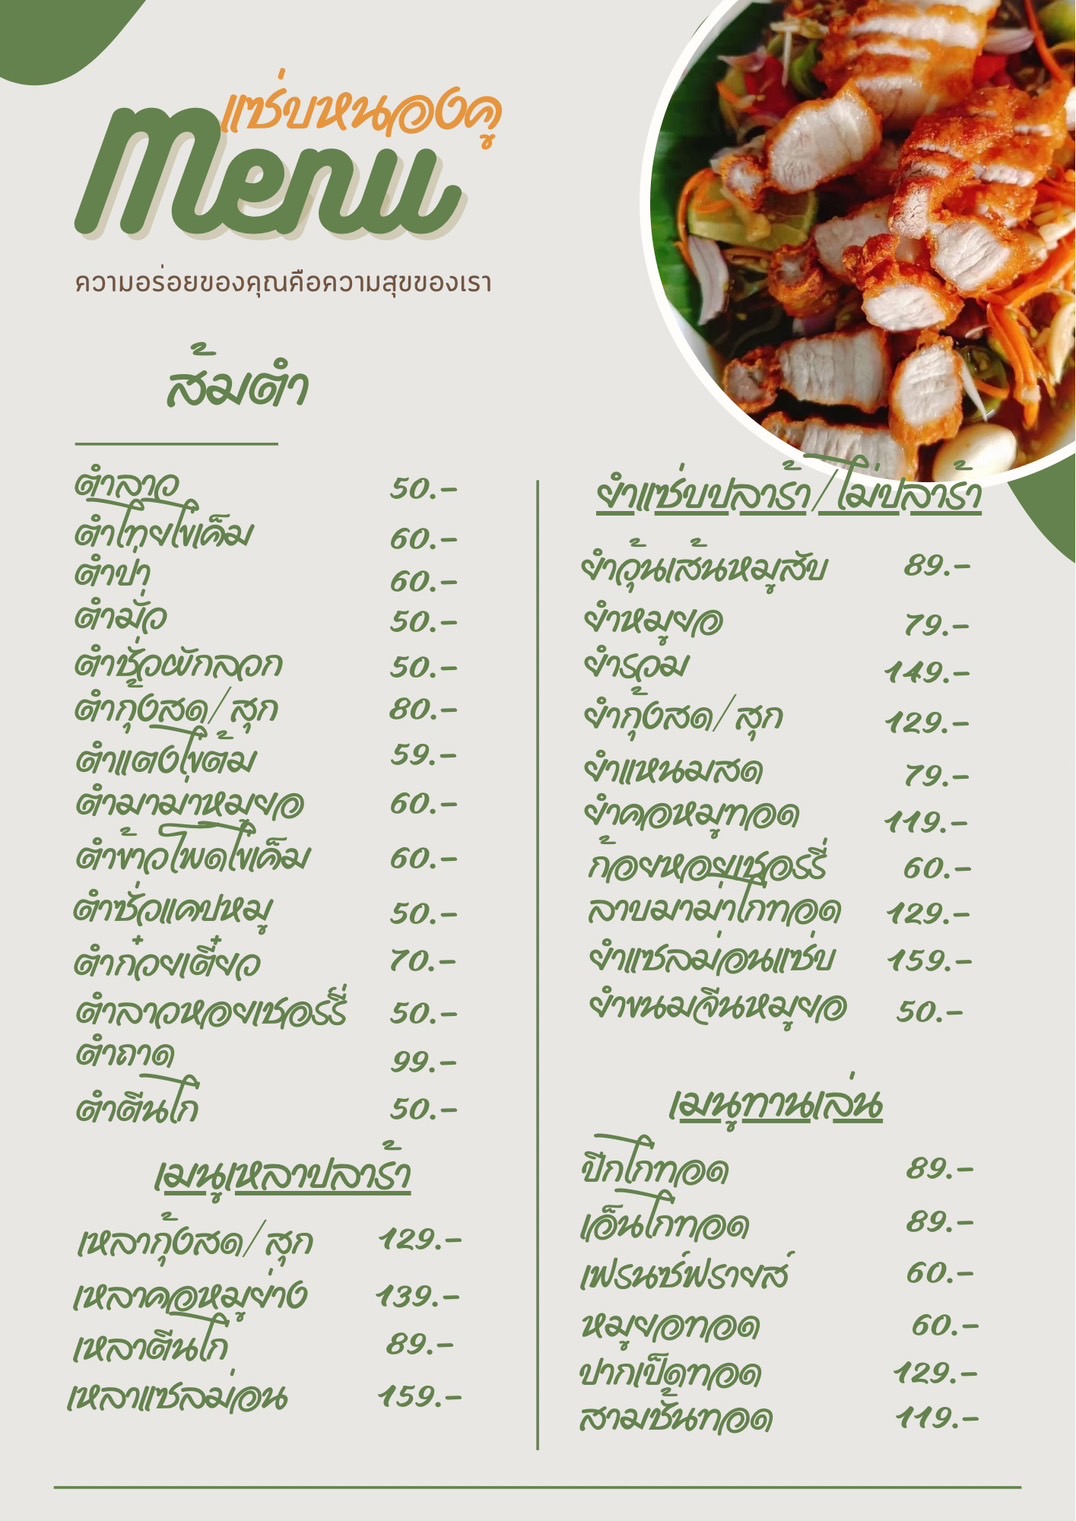 แซ่บหนองคู
Menu
ความอร่อยของคุณคือความสุขของเรา
ส้มตำ
ตำลาว 50.-
ตำไทยไข่เค็ม 60.-
ตำป่า 60.-
ตำมั่ว 50.-
ตำซั่วผักลวก 50.-
ตำกุ้งสด/สุก 80.-
ตำแตงไข่ต้ม 59.-
ตำมาม่าหมูยอ 60.-
ตำข้าวโพดไข่เค็ม 60.-
ตำซั่วแคปหมู 50.-
ตำก๋วยเตี๋ยว 70.-
ตำลาวหอยเชอร์รี่ 50.-
ตำถาด 99.-
ตำตีนไก่ 50.-
เมนูเหลาปลาร้า
เหลากุ้งสด/สุก 129.-
เหลาคอหมูย่าง 139.-
เหลาตีนไก่ 89.-
เหลาแซลม่อน 159.-
ยำแซ่บปลาร้า/ไม่ปลาร้า
ยำวุ้นเส้นหมูสับ 89.-
ยำหมูยอ 79.-
ยำรวม 149.-
ยำกุ้งสด/สุก 129.-
ยำแหนมสด 79.-
ยำคอหมูทอด 119.-
ก้อยหอยเชอร์รี่ 60.-
ลาบมาม่าไก่ทอด 129.-
ยำแซลม่อนแซ่บ 159.-
ยำขนมจีนหมูยอ 50.-
เมนูทานเล่น
ปีกไก่ทอด 89.-
เอ็นไก่ทอด 89.-
เฟรนซ์ฟรายส์ 60.-
หมูยอทอด 60.-
ปากเป็ดทอด 129.-
สามชั้นทอด 119.-